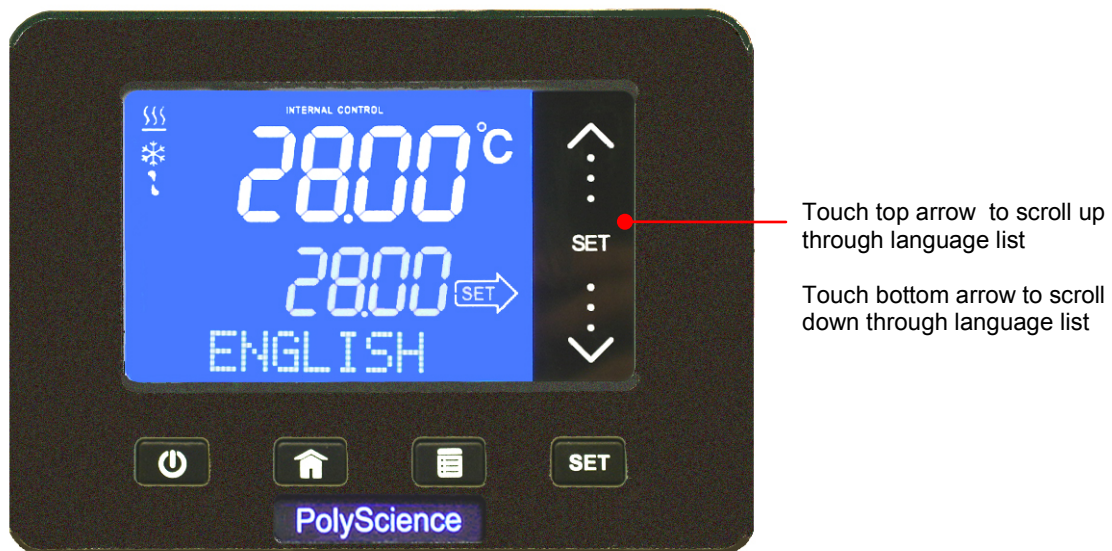 INTERNAL CONTROL
28.00°C
28.00 SET
ENGLISH
SET
SET
PolyScience
Touch top arrow to scroll up
through language list
Touch bottom arrow to scroll
down through language list